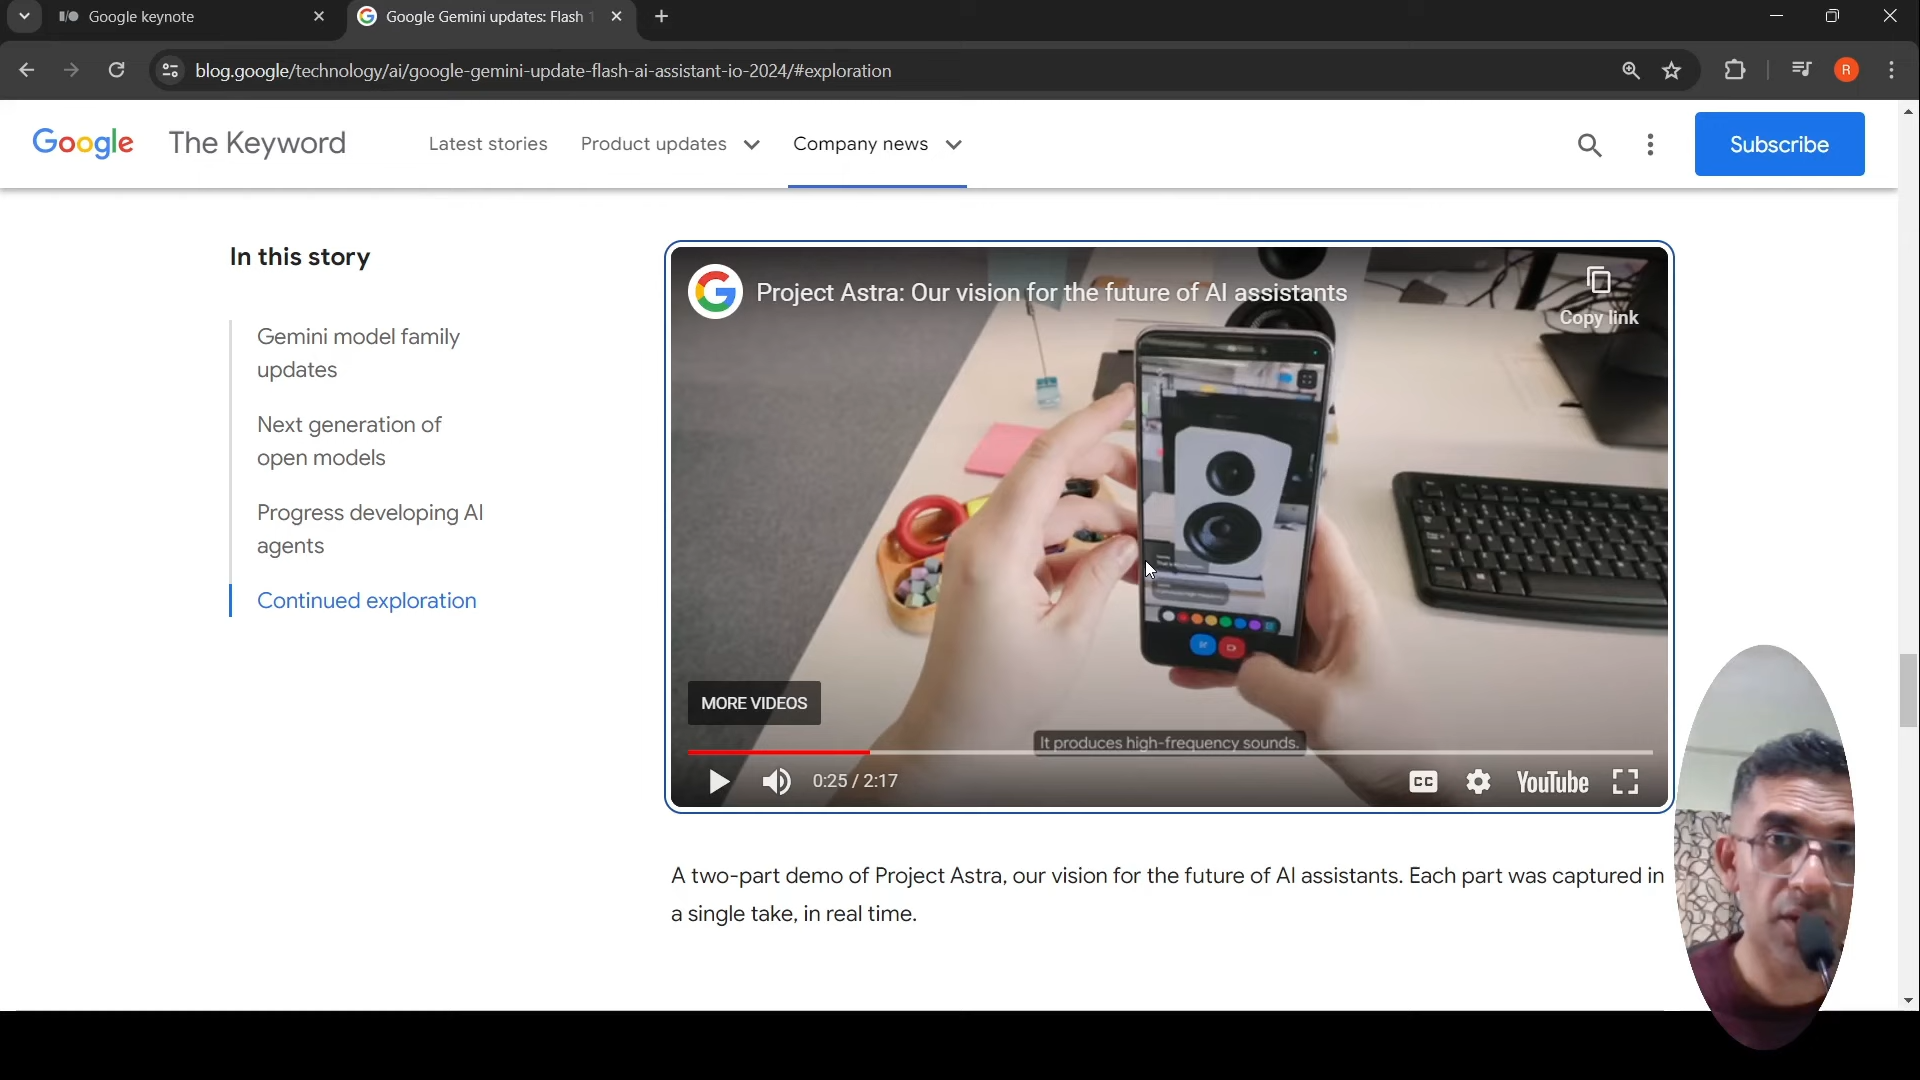 Google keynote
Google Gemini updates: Flash 1
blog.google/technology/ai/google-gemini-update-flash-ai-assistant-io-2024/#exploration
R
Google The Keyword
Latest stories
Product updates
Company news
Subscribe
In this story
Gemini model family
updates
Next generation of
open models
Progress developing AI
agents
Continued exploration
Project Astra: Our vision for the future of AI assistants
Copy link
MORE VIDEOS
It produces high-frequency sounds.
0:25 / 2:17
CC
YouTube
A two-part demo of Project Astra, our vision for the future of AI assistants. Each part was captured in
a single take, in real time.